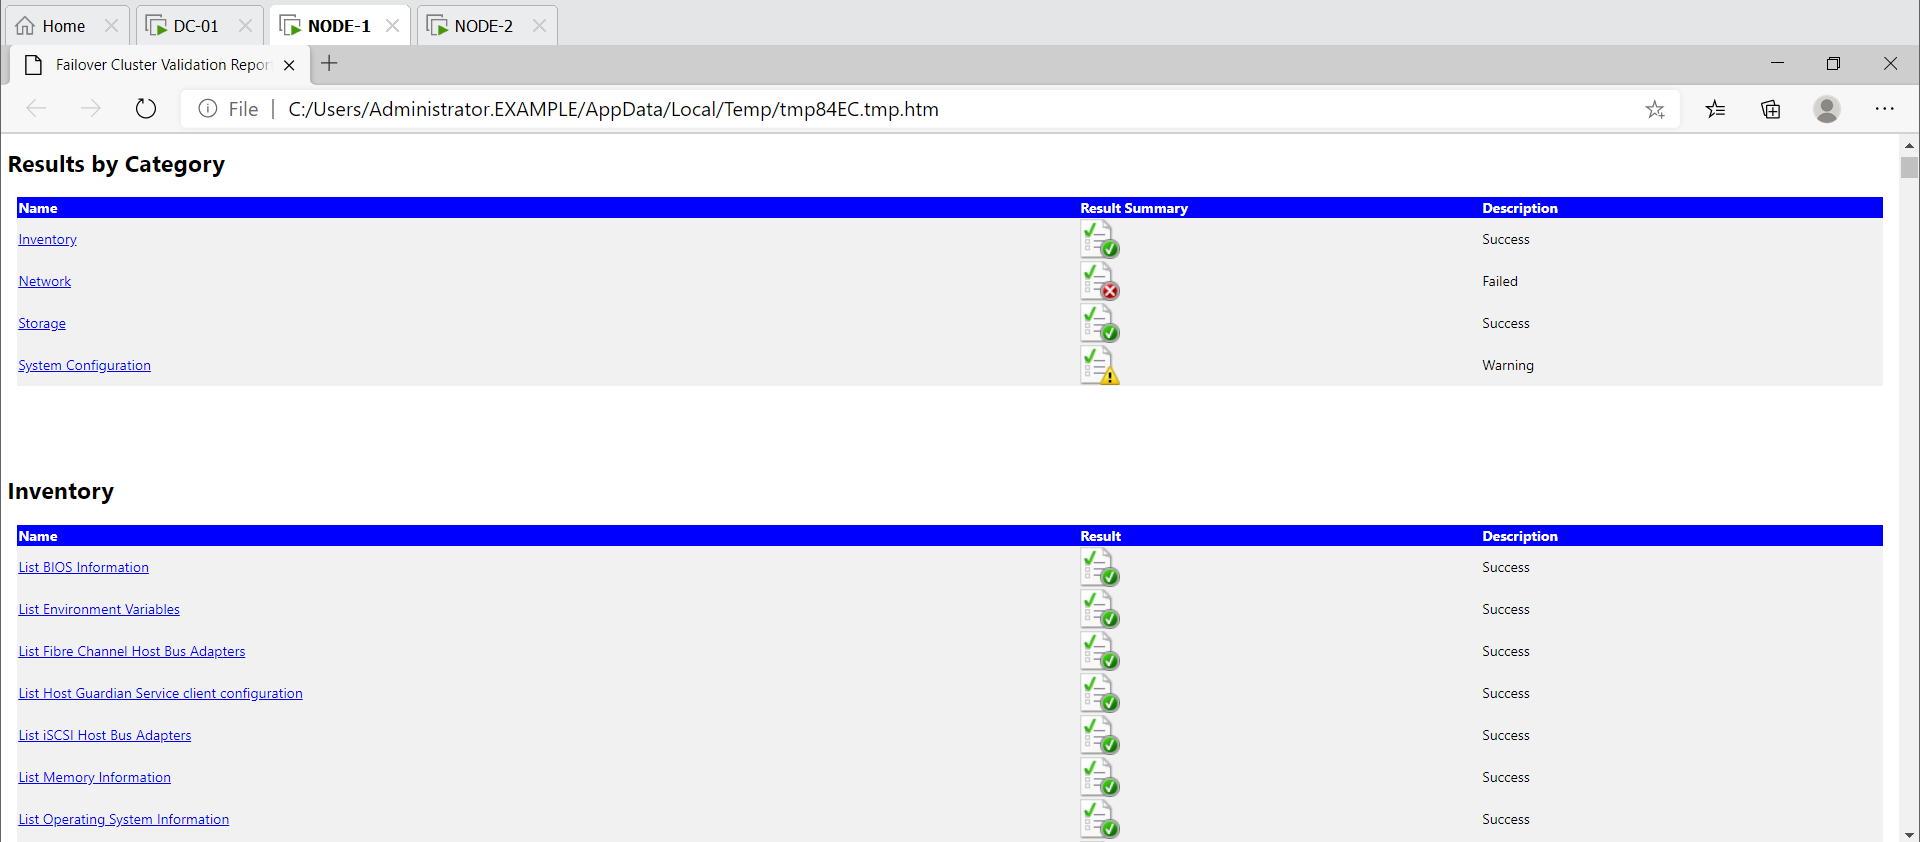 Home DC-01 NODE-1 NODE-2
Failover Cluster Validation Repor
File | C:/Users/Administrator.EXAMPLE/AppData/Local/Temp/tmp84EC.tmp.htm
Results by Category
Name Result Summary Description
Inventory Success
Network Failed
Storage Success
System Configuration Warning
Inventory
Name Result Description
List BIOS Information Success
List Environment Variables Success
List Fibre Channel Host Bus Adapters Success
List Host Guardian Service client configuration Success
List iSCSI Host Bus Adapters Success
List Memory Information Success
List Operating System Information Success